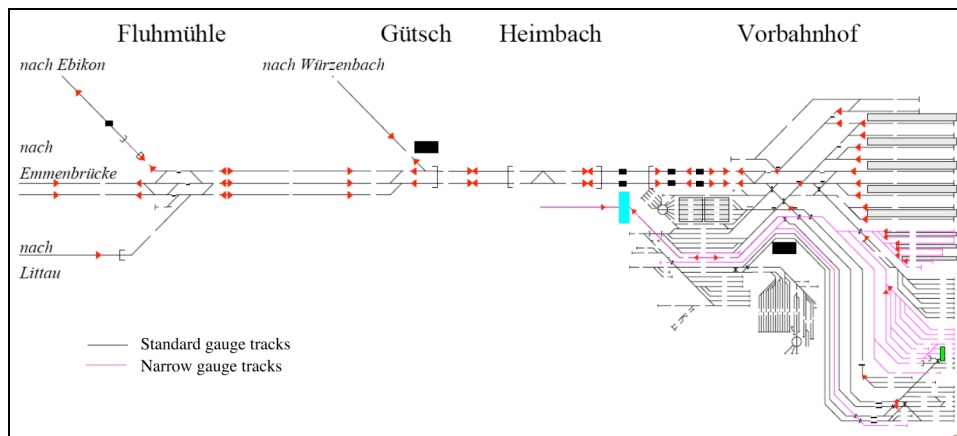 Fluhmühle Gütsch Heimbach Vorbahnhof
nach Ebikon nach Würzenbach
nach
Emmenbrücke
nach
Littau
Standard gauge tracks
Narrow gauge tracks